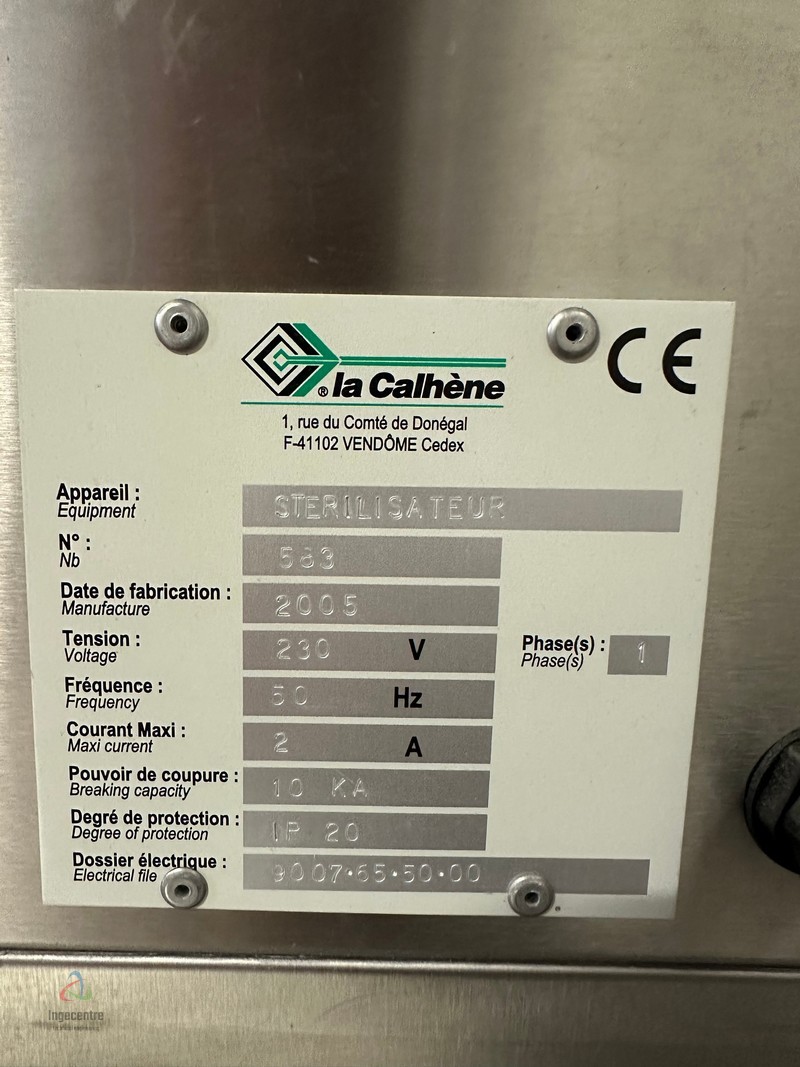 ® la Calhène
CE
1, rue du Comté de Donégal
F-41102 VENDÔME Cedex
Appareil : STERILISATEUR
Equipment
N° : 583
Nb
Date de fabrication : 2005
Manufacture
Tension : 230 V Phase(s) : 1
Voltage Phase(s)
Fréquence : 50 Hz
Frequency
Courant Maxi : 2 A
Maxi current
Pouvoir de coupure : 10 KA
Breaking capacity
Degré de protection : IP 20
Degree of protection
Dossier électrique : 9007·65·50·00
Electrical file
Ingecentre